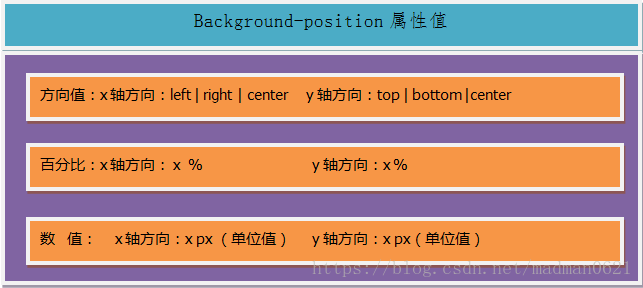 Background-position 属性值
方向值：x轴方向：left | right | center y轴方向：top | bottom |center
百分比：x轴方向： x % y轴方向：x %
数 值： x轴方向：x px （单位值） y轴方向：x px（单位值）
https://blog.csdn.net/madman0621